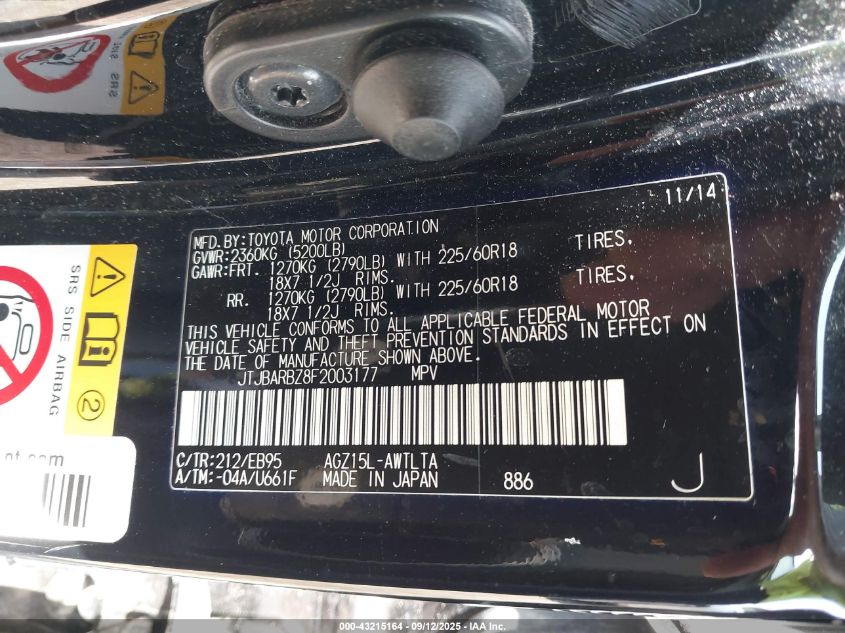 11/14
MFD.BY:TOYOTA MOTOR CORPORATION
GVWR:2360KG (5200LB)
GAWR:FRT. 1270KG (2790LB) WITH 225/60R18 TIRES.
18X7 1/2J RIMS.
RR. 1270KG (2790LB) WITH 225/60R18 TIRES.
18X7 1/2J RIMS.
THIS VEHICLE CONFORMS TO ALL APPLICABLE FEDERAL MOTOR
VEHICLE SAFETY AND THEFT PREVENTION STANDARDS IN EFFECT ON
THE DATE OF MANUFACTURE SHOWN ABOVE.
JTJBARBZ8F2003177 MPV
C/TR:212/EB95 AGZ15L-AWTLTA
A/TM:-04A/U661F MADE IN JAPAN 886 J
SRS SIDE AIRBAG
2
SRS
000-43215164 - 09/12/2025 - IAA Inc.